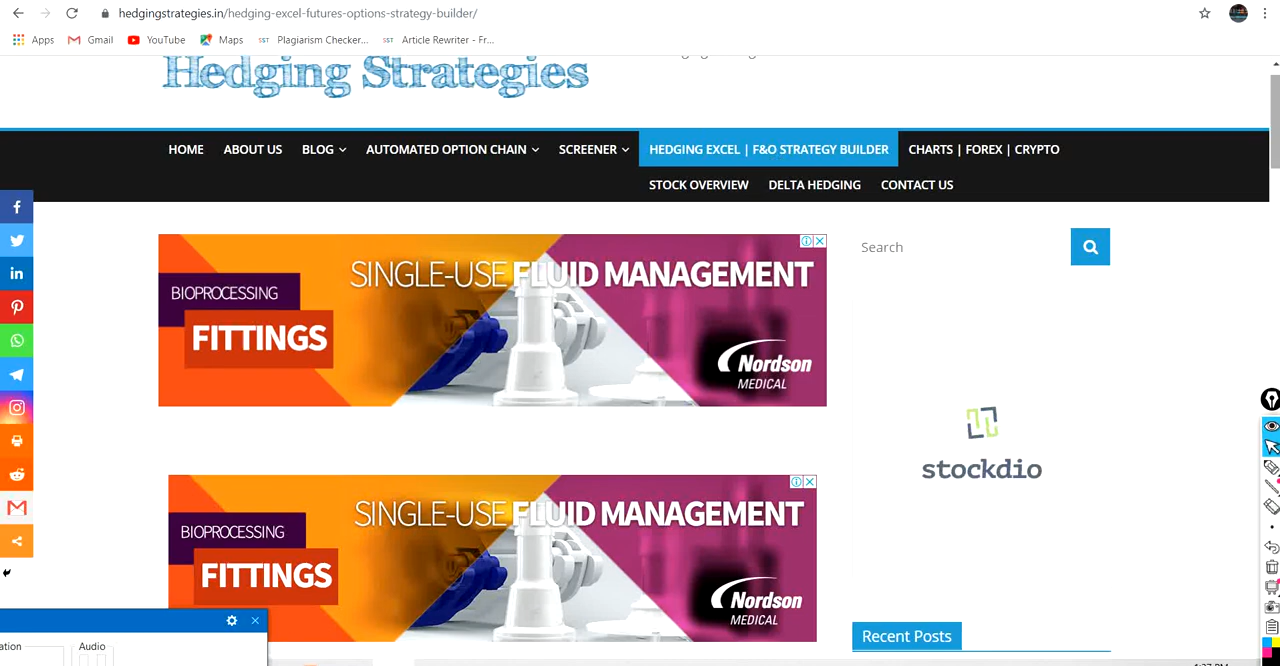 hedgingstrategies.in/hedging-excel-futures-options-strategy-builder/
Apps Gmail YouTube Maps SST Plagiarism Checker... SST Article Rewriter - Fr...
Hedging Strategies
HOME ABOUT US BLOG AUTOMATED OPTION CHAIN SCREENER HEDGING EXCEL | F&O STRATEGY BUILDER CHARTS | FOREX | CRYPTO
STOCK OVERVIEW DELTA HEDGING CONTACT US
Search
SINGLE-USE FLUID MANAGEMENT
BIOPROCESSING
FITTINGS
Nordson
MEDICAL
stockdio
SINGLE-USE FLUID MANAGEMENT
BIOPROCESSING
FITTINGS
Nordson
MEDICAL
Recent Posts
ation Audio